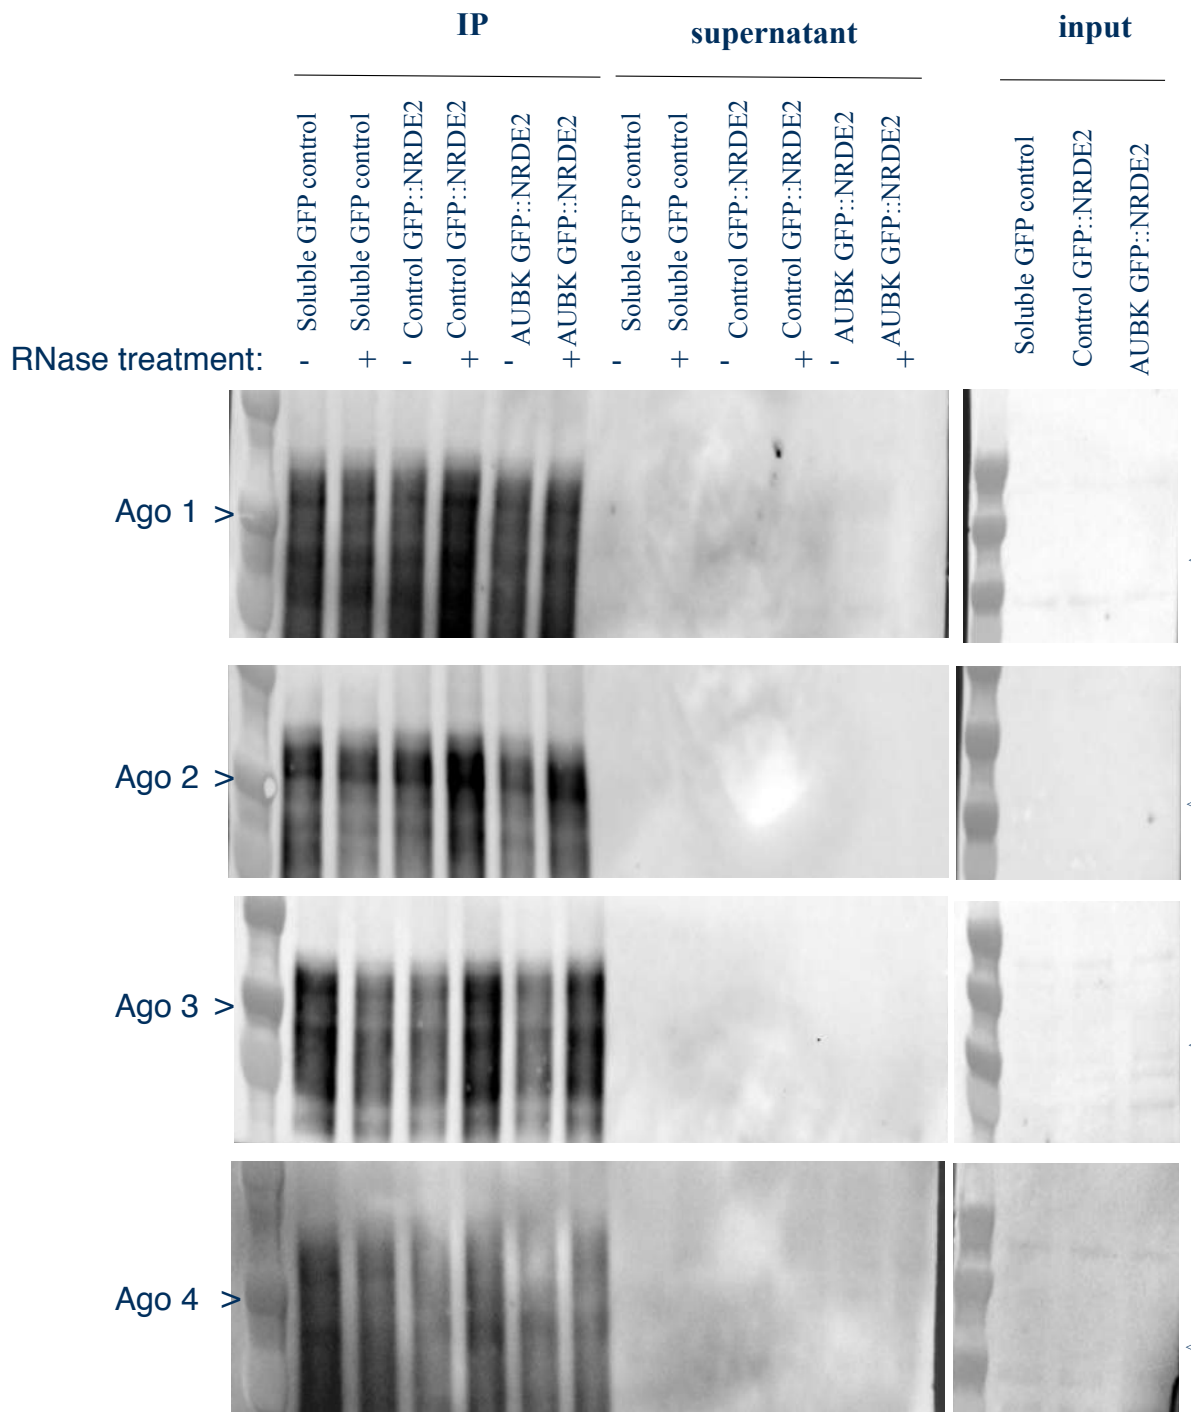 IP supernatant input
Soluble GFP control
Soluble GFP control
Control GFP::NRDE2
Control GFP::NRDE2
AUBK GFP::NRDE2
AUBK GFP::NRDE2
Soluble GFP control
Soluble GFP control
Control GFP::NRDE2
Control GFP::NRDE2
AUBK GFP::NRDE2
AUBK GFP::NRDE2
Soluble GFP control
Control GFP::NRDE2
AUBK GFP::NRDE2
RNase treatment: - + - + - + - + - + - +
Ago 1 >
Ago 2 >
Ago 3 >
Ago 4 >